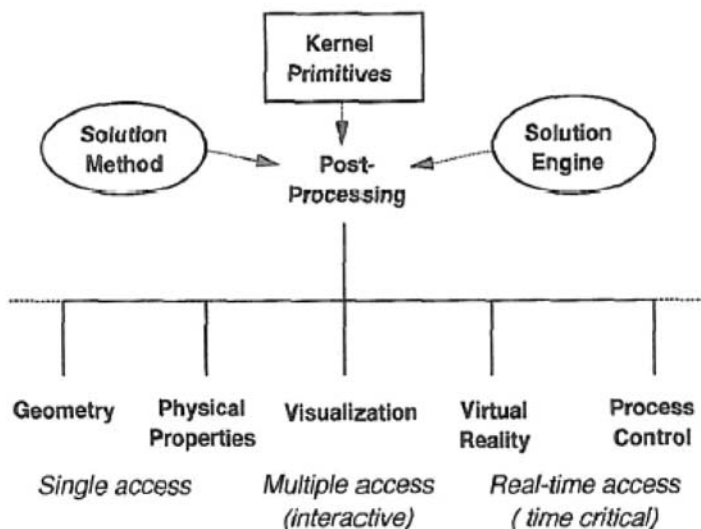 Kernel
Primitives
Solution
Method
Solution
Engine
Post-
Processing
Geometry
Physical
Properties
Visualization
Virtual
Reality
Process
Control
Single access
Multiple access
(interactive)
Real-time access
( time critical)